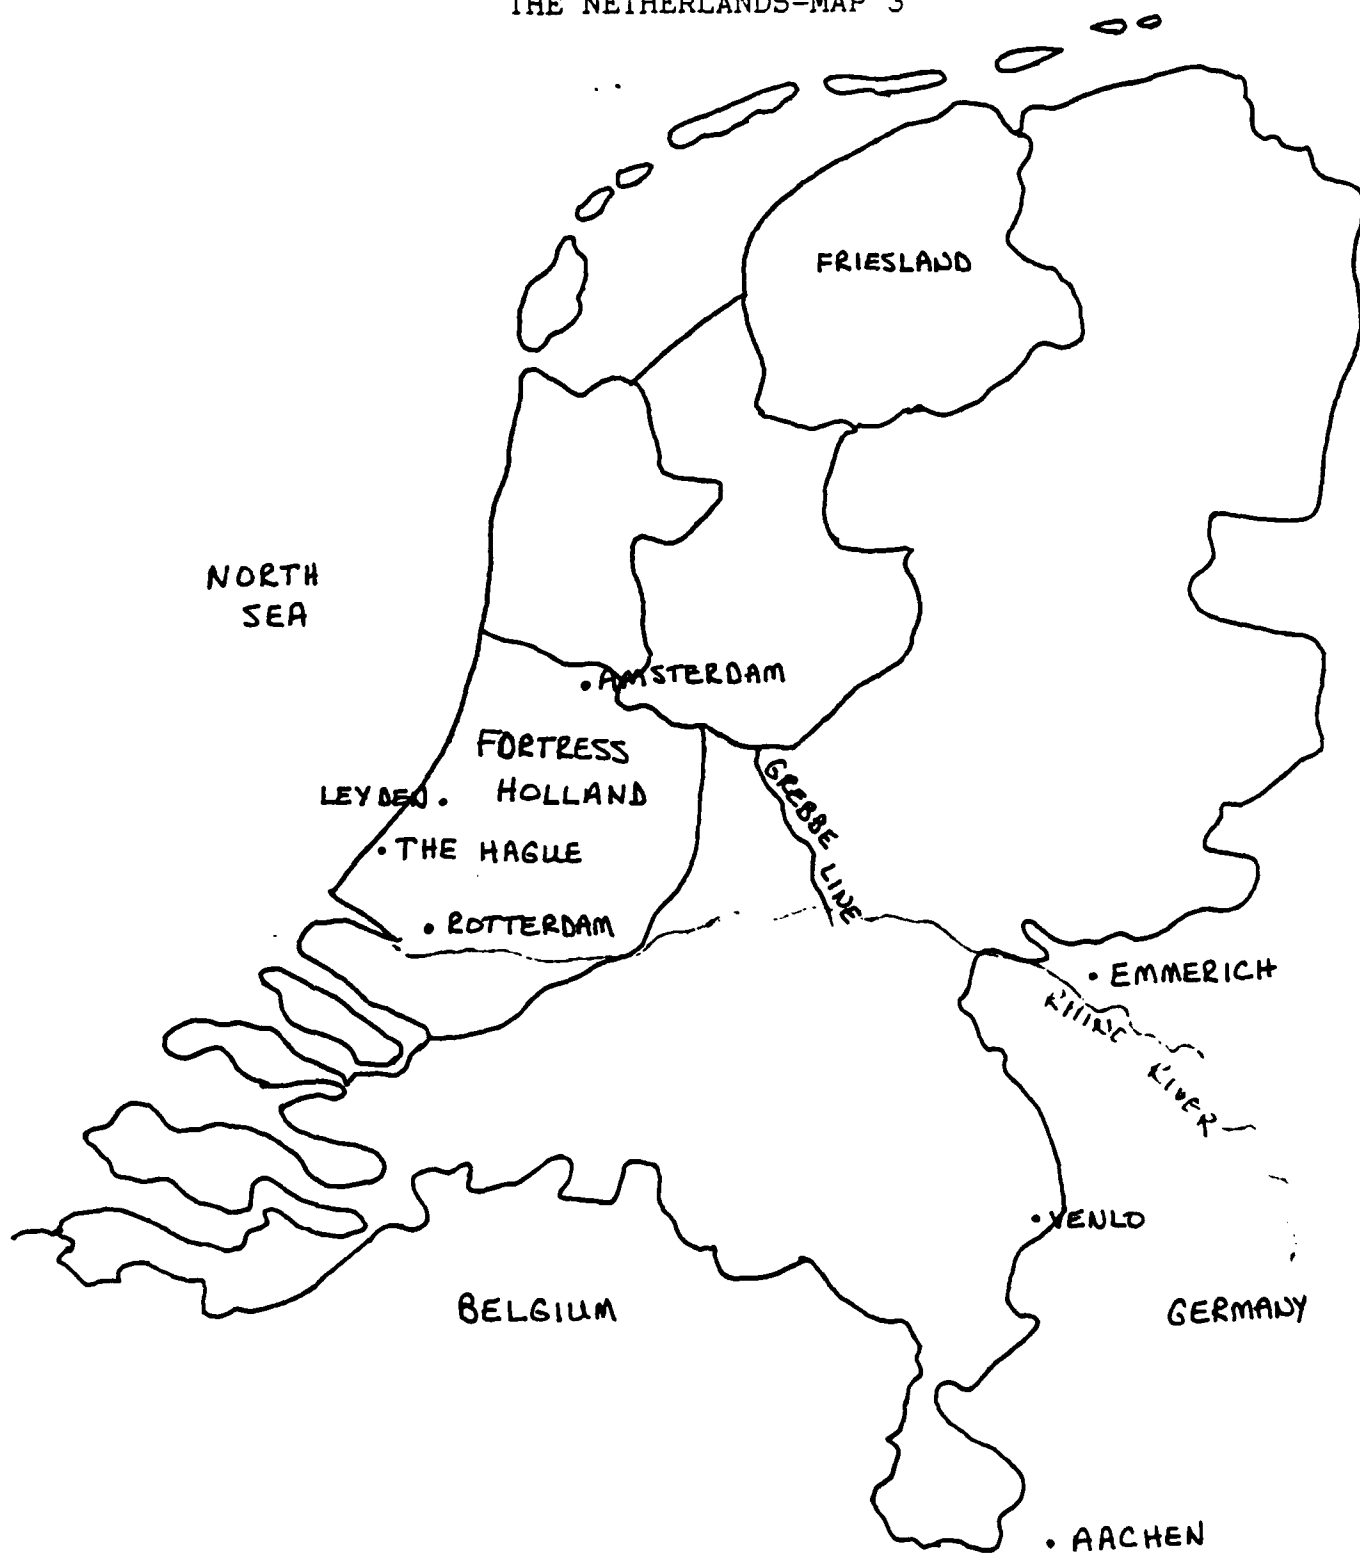 THE NETHERLANDS-MAP 3
FRIESLAND
NORTH
SEA
AMSTERDAM
FORTRESS
HOLLAND
LEYDEN
THE HAGUE
GREBBE LINE
ROTTERDAM
EMMERICH
RHINE RIVER
VENLO
BELGIUM
GERMANY
AACHEN